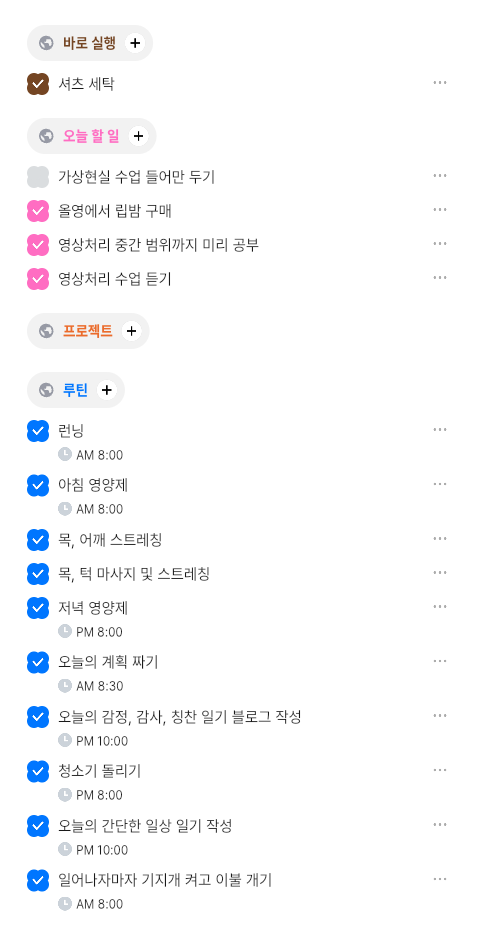 바로 실행 +
셔츠 세탁
오늘 할 일 +
가상현실 수업 들어만 두기
올영에서 립밤 구매
영상처리 중간 범위까지 미리 공부
영상처리 수업 듣기
프로젝트 +
루틴 +
런닝
AM 8:00
아침 영양제
AM 8:00
목, 어깨 스트레칭
목, 턱 마사지 및 스트레칭
저녁 영양제
PM 8:00
오늘의 계획 짜기
AM 8:30
오늘의 감정, 감사, 칭찬 일기 블로그 작성
PM 10:00
청소기 돌리기
PM 8:00
오늘의 간단한 일상 일기 작성
PM 10:00
일어나자마자 기지개 켜고 이불 개기
AM 8:00